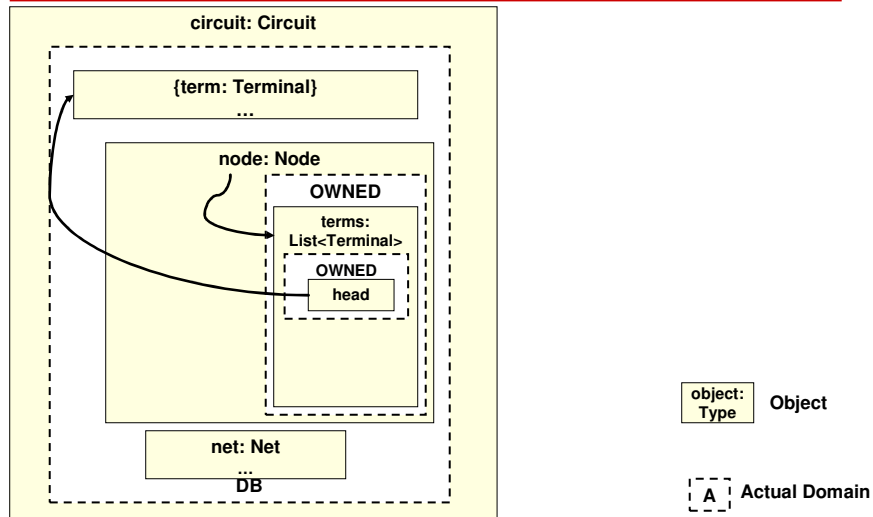 circuit: Circuit
{term: Terminal}
...
node: Node
OWNED
terms:
List<Terminal>
OWNED
head
net: Net
...
DB
object:
Type
Object
A
Actual Domain